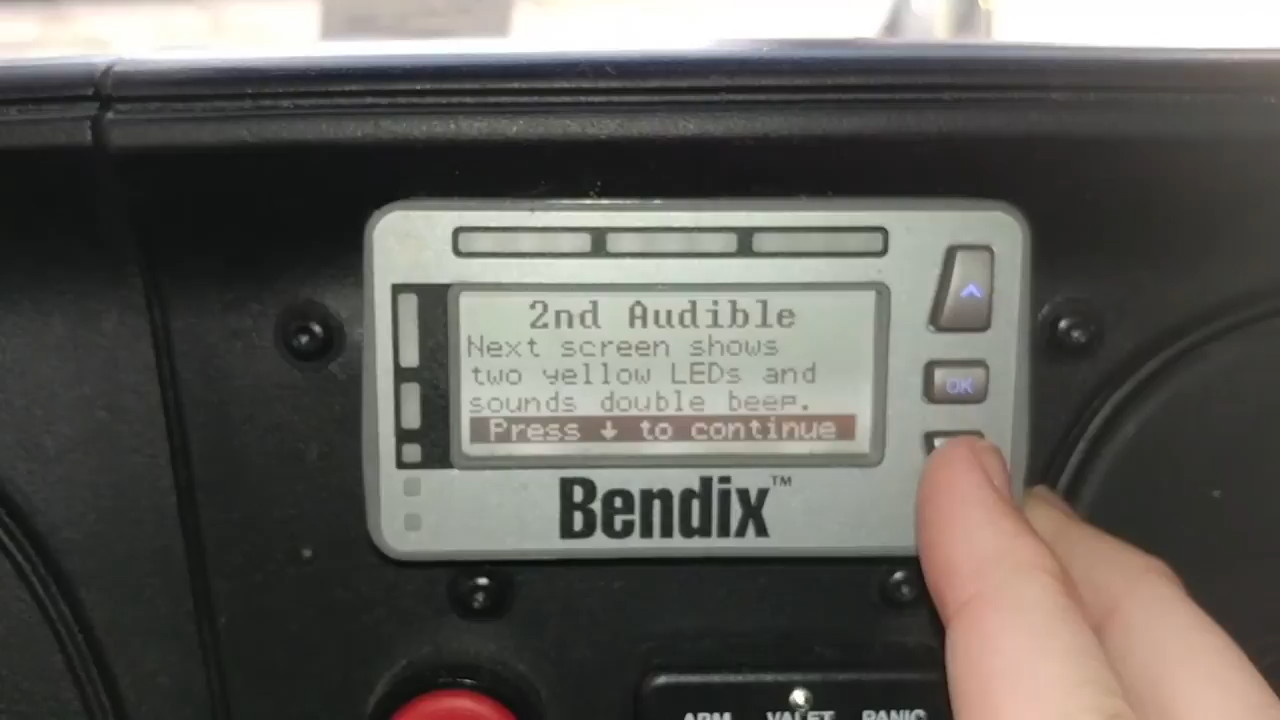 2nd Audible
Next screen shows
two yellow LEDs and
sounds double beep.
Press ↓ to continue
OK
Bendix™
ARM VALET PANIC